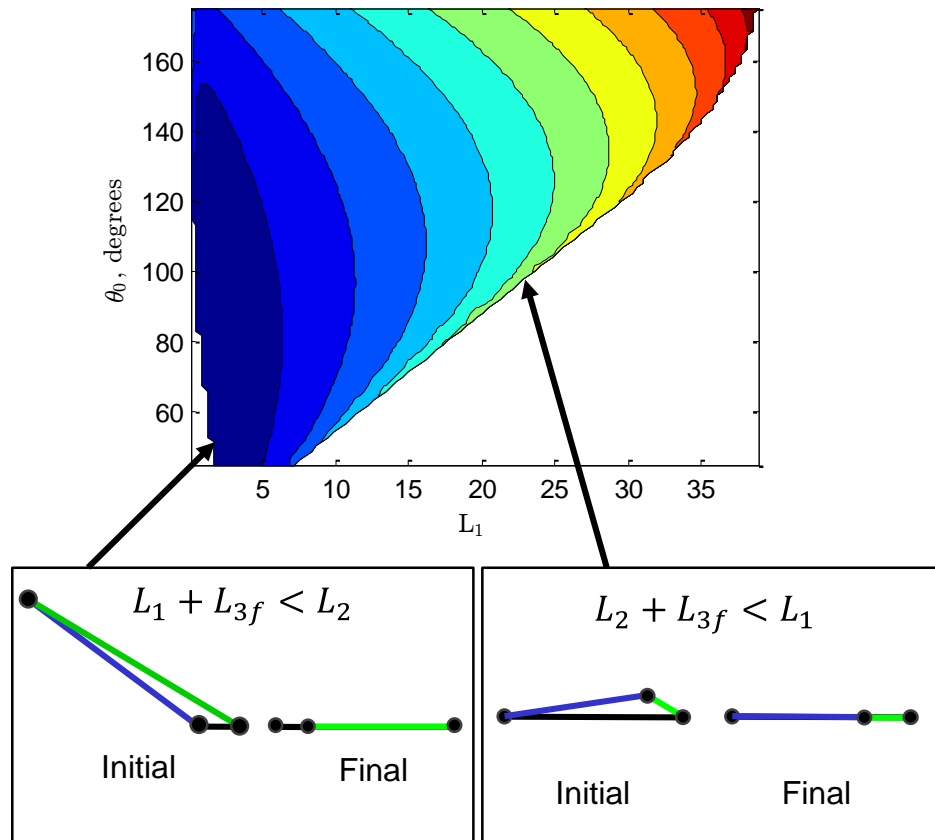 160
140
120
100
80
60
θ₀, degrees
5 10 15 20 25 30 35
L₁
L₁ + L₃f < L₂
Initial
Final
L₂ + L₃f < L₁
Initial
Final